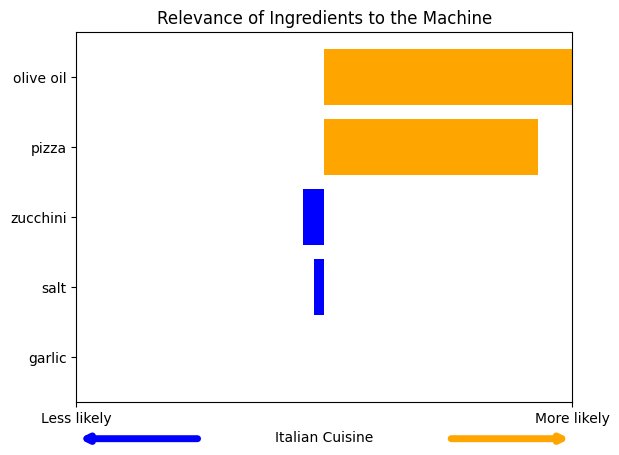 Relevance of Ingredients to the Machine
olive oil
pizza
zucchini
salt
garlic
Less likely
More likely
Italian Cuisine